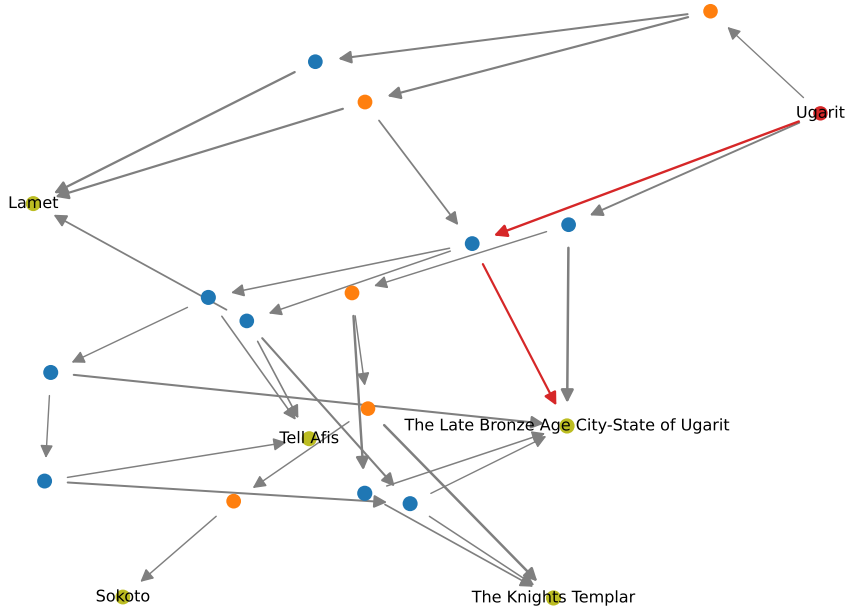 Ugarit
Lamet
The Late Bronze Age City-State of Ugarit
Tell Afis
Sokoto
The Knights Templar